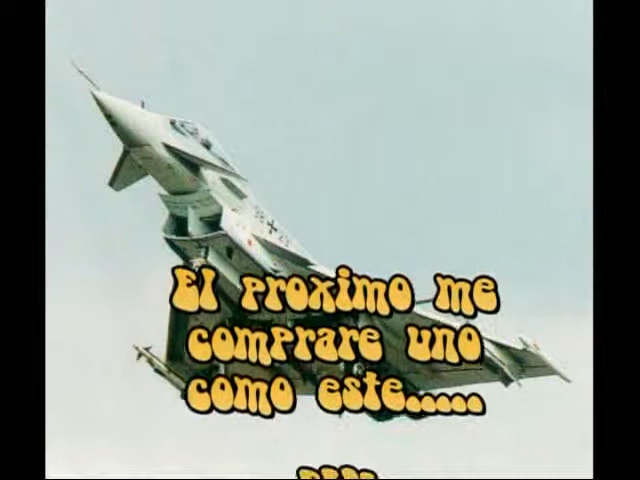 El proximo me
comprare uno
como este.....